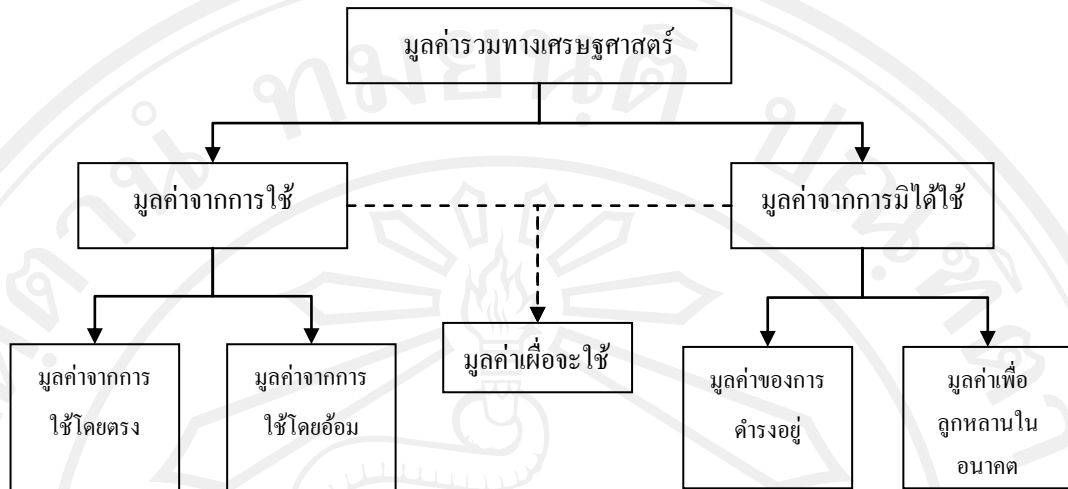 มูลค่ารวมทางเศรษฐศาสตร์
มูลค่าจากการใช้
มูลค่าจากการมิได้ใช้
มูลค่าจากการ
ใช้โดยตรง
มูลค่าจากการ
ใช้โดยอ้อม
มูลค่าเผื่อจะใช้
มูลค่าของการ
ดำรงอยู่
มูลค่าเพื่อ
ลูกหลานใน
อนาคต